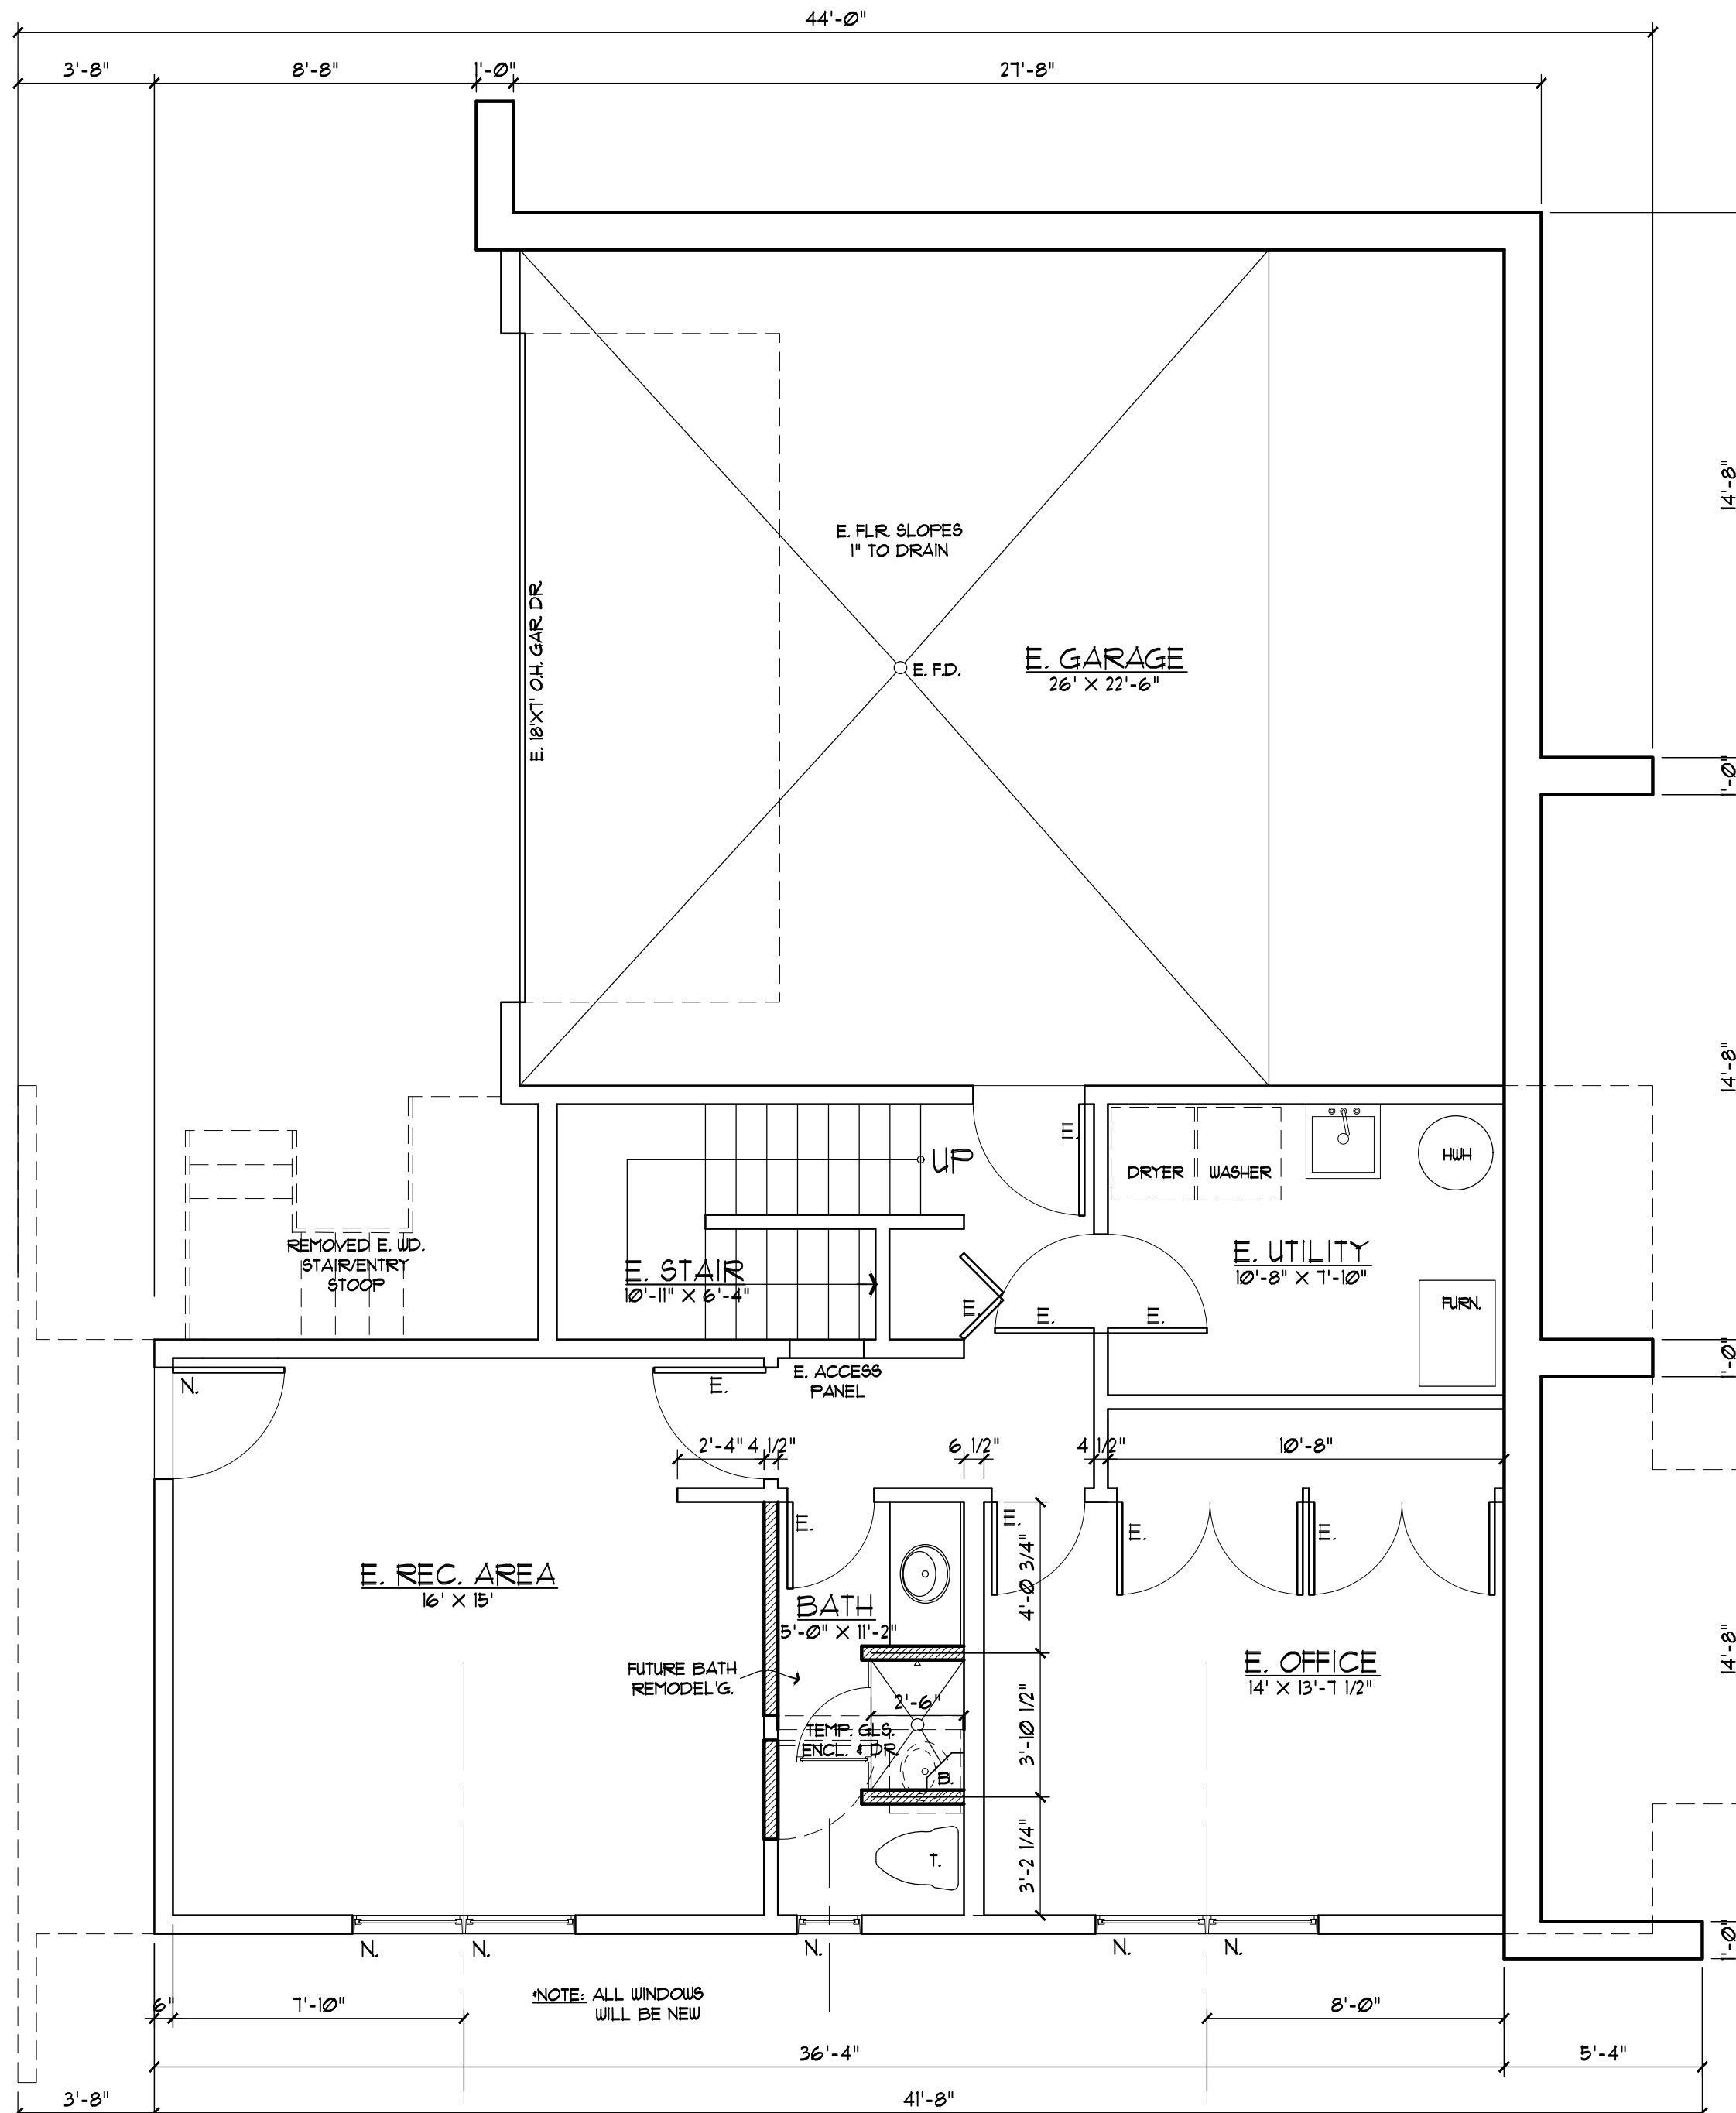 44'-0"
3'-8"
8'-8"
1'-0"
27'-8"
14'-8"
E. FLR. SLOPES
1" TO DRAIN
E. 18'X7' O.H. GAR DR.
E. GARAGE
26' X 22'-6"
E. F.D.
1'-0"
14'-8"
E.
UP
DRYER
WASHER
HWH
REMOVED E. WD.
STAIR/ENTRY
STOOP
E. STAIR
10'-11" X 6'-4"
E. UTILITY
10'-8" X 7'-10"
E.
E.
E.
FURN.
1'-0"
N.
E.
E. ACCESS
PANEL
2'-4"
4 1/2"
6 1/2"
4 1/2"
10'-8"
E.
E.
E.
E.
4'-0 3/4"
E. REC. AREA
16' X 15'
BATH
5'-0" X 11'-2"
FUTURE BATH
REMODEL'G.
E. OFFICE
14' X 13'-7 1/2"
14'-8"
2'-6"
TEMP. GLS.
ENCL. & DR.
3'-10 1/2"
B.
T.
3'-2 1/4"
N.
N.
N.
N.
N.
1'-0"
*NOTE: ALL WINDOWS
WILL BE NEW
6"
7'-10"
8'-0"
36'-4"
5'-4"
3'-8"
41'-8"